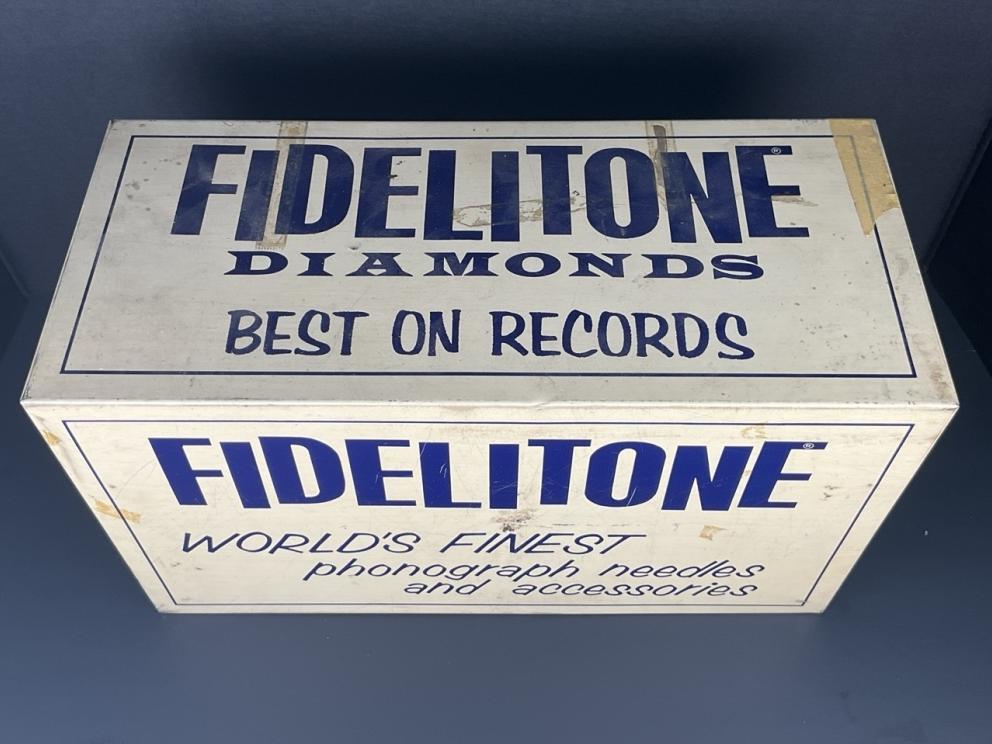 FIDELITONE®
DIAMONDS
BEST ON RECORDS
FIDELITONE®
WORLD'S FINEST
phonograph needles
and accessories